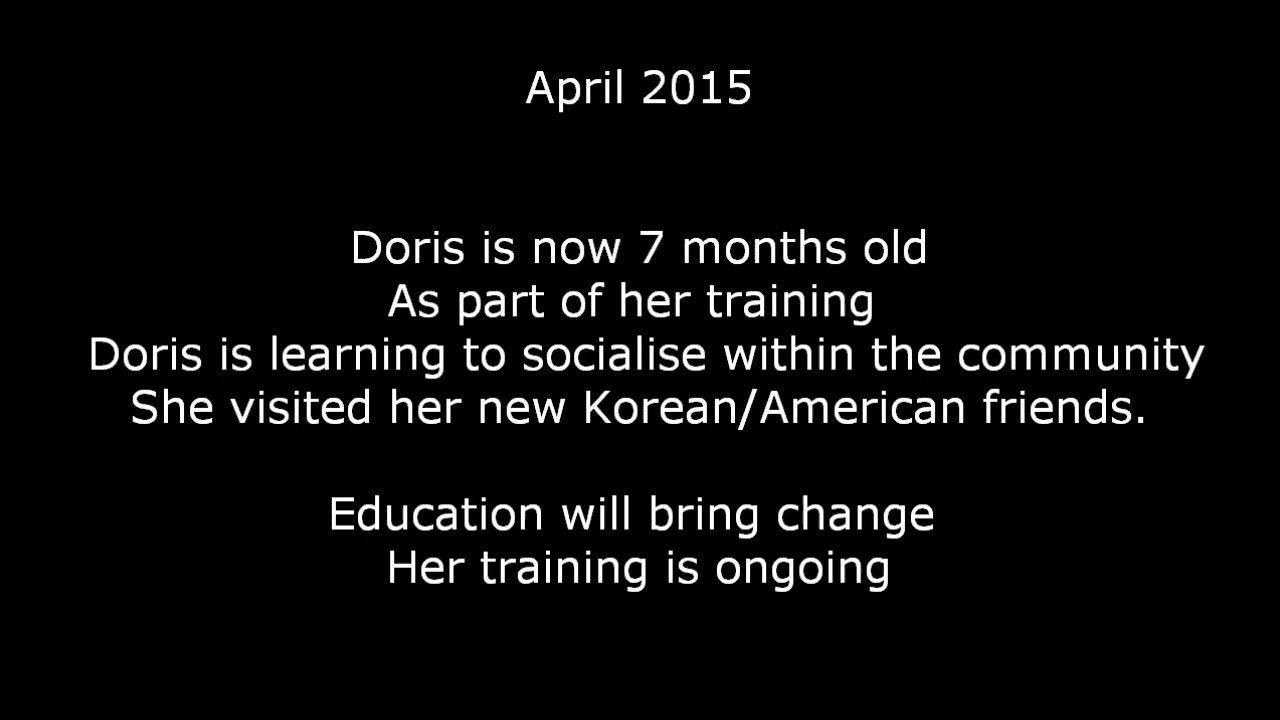 April 2015
Doris is now 7 months old
As part of her training
Doris is learning to socialise within the community
She visited her new Korean/American friends.
Education will bring change
Her training is ongoing